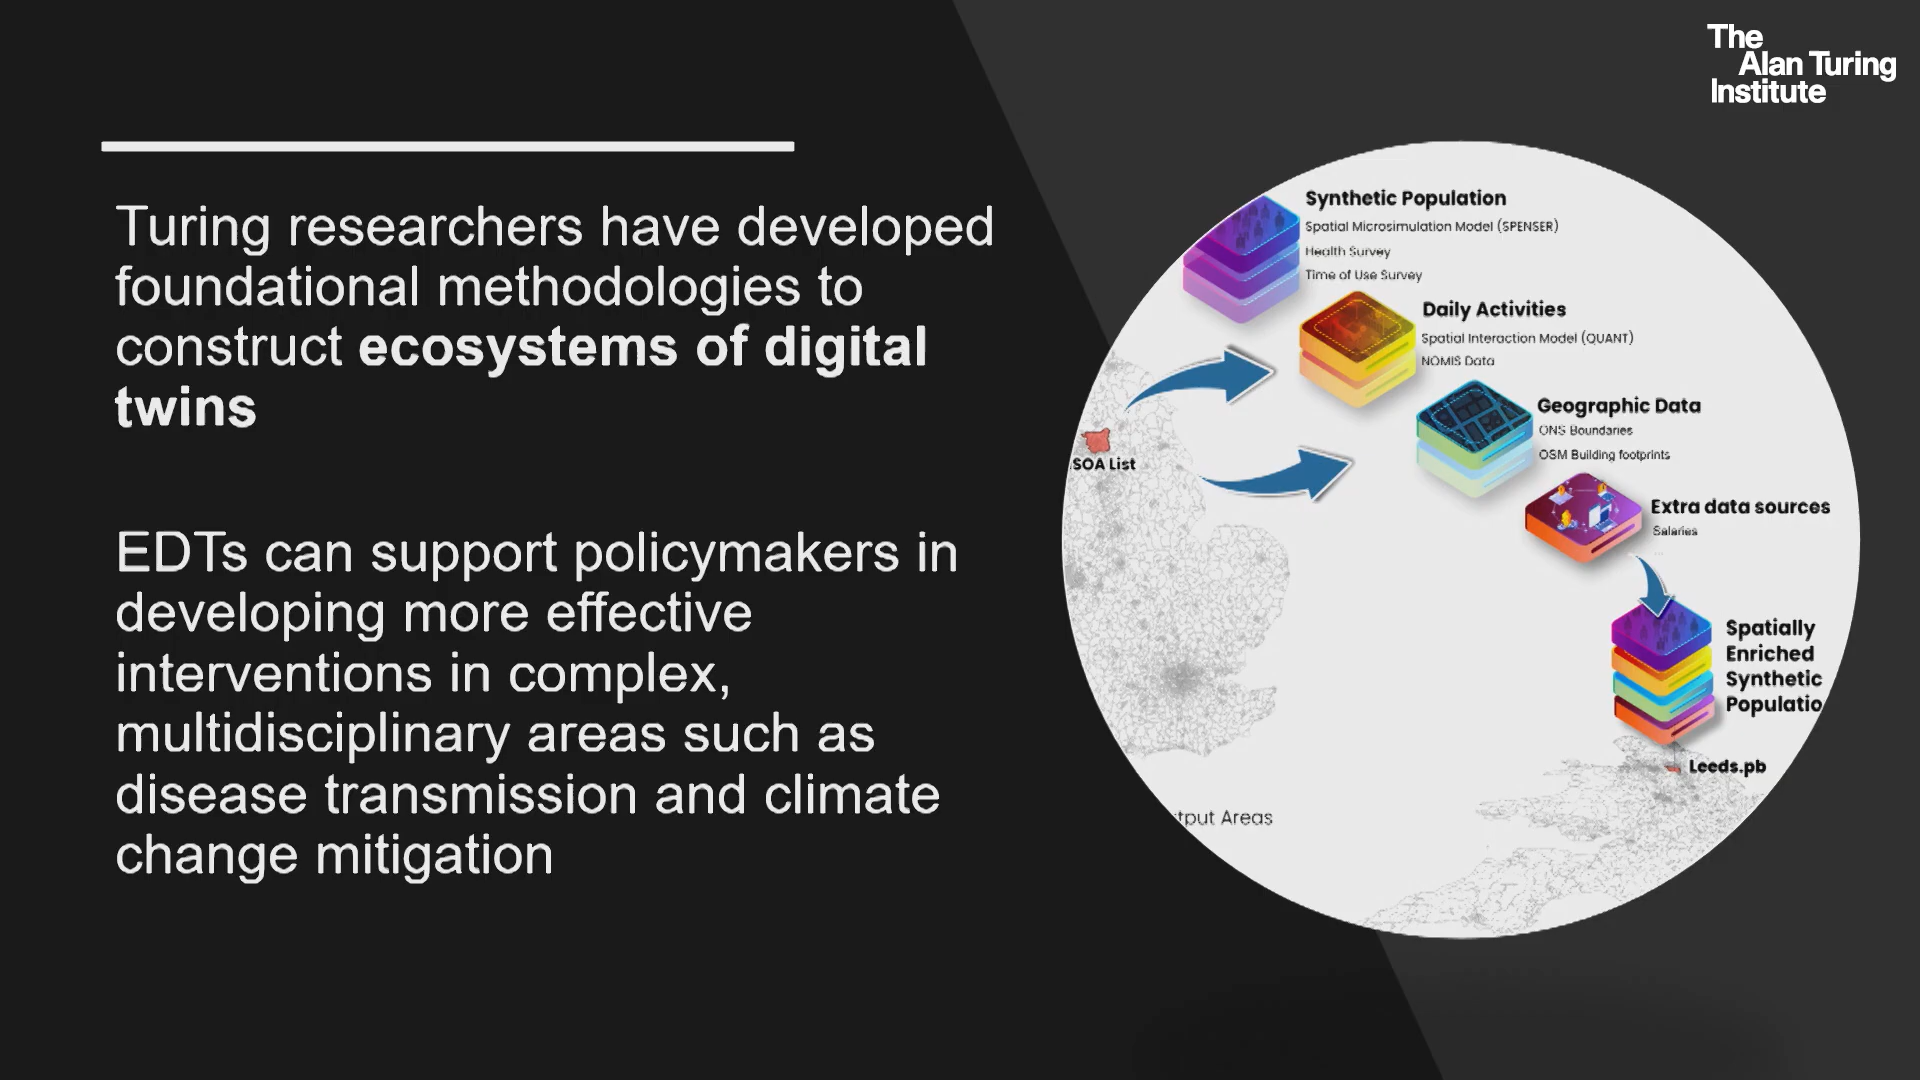 The
Alan Turing
Institute
Turing researchers have developed
foundational methodologies to
construct ecosystems of digital
twins
EDTs can support policymakers in
developing more effective
interventions in complex,
multidisciplinary areas such as
disease transmission and climate
change mitigation
Synthetic Population
Spatial Microsimulation Model (SPENSER)
Health Survey
Time of Use Survey
Daily Activities
Spatial Interaction Model (QUANT)
NOMIS Data
Geographic Data
ONS Boundaries
OSM Building footprints
SOA List
Extra data sources
Salaries
...
Spatially
Enriched
Synthetic
Populatio
Leeds.pb
tput Areas